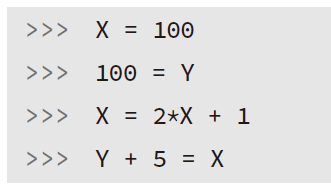 >>> X = 100
>>> 100 = Y
>>> X = 2*X + 1
>>> Y + 5 = X